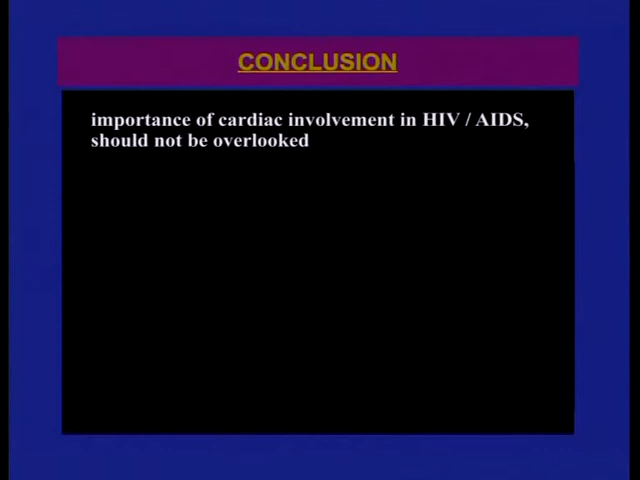 CONCLUSION
importance of cardiac involvement in HIV / AIDS,
should not be overlooked